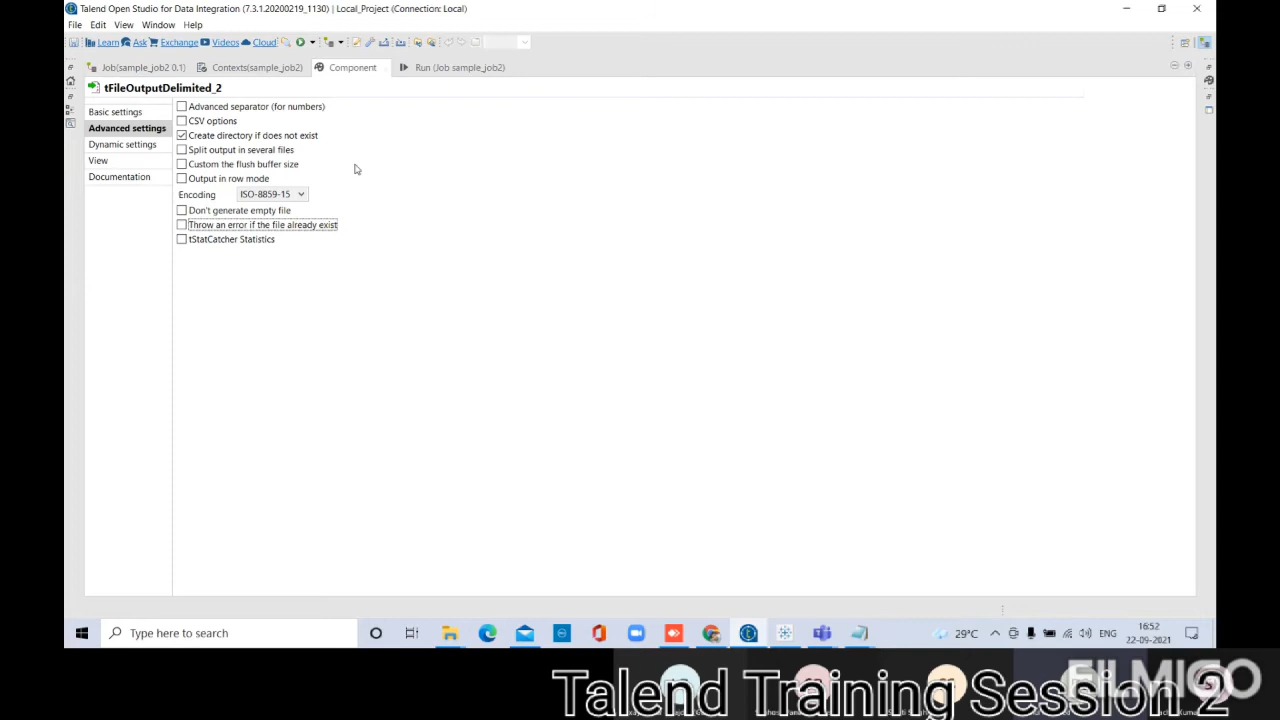 Talend Open Studio for Data Integration (7.3.1.20200219_1130) | Local_Project (Connection: Local)
File Edit View Window Help
Learn Ask Exchange Videos Cloud
Job(sample_job2 0.1) Contexts(sample_job2) Component Run (Job sample_job2)
tFileOutputDelimited_2
Basic settings
Advanced settings
Dynamic settings
View
Documentation
Advanced separator (for numbers)
CSV options
Create directory if does not exist
Split output in several files
Custom the flush buffer size
Output in row mode
Encoding ISO-8859-15
Don't generate empty file
Throw an error if the file already exist
tStatCatcher Statistics
Type here to search
29°C ENG 16:52
22-09-2021
FILMIGO
Talend Training Session 2